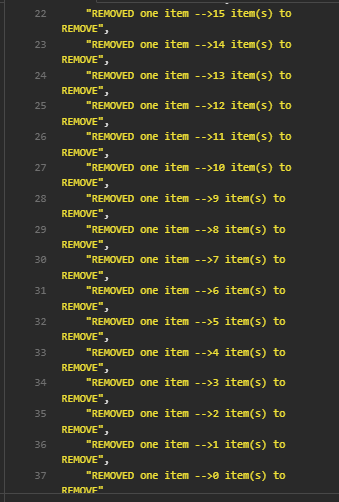 22 "REMOVED one item -->15 item(s) to
REMOVE",
23 "REMOVED one item -->14 item(s) to
REMOVE",
24 "REMOVED one item -->13 item(s) to
REMOVE",
25 "REMOVED one item -->12 item(s) to
REMOVE",
26 "REMOVED one item -->11 item(s) to
REMOVE",
27 "REMOVED one item -->10 item(s) to
REMOVE",
28 "REMOVED one item -->9 item(s) to
REMOVE",
29 "REMOVED one item -->8 item(s) to
REMOVE",
30 "REMOVED one item -->7 item(s) to
REMOVE",
31 "REMOVED one item -->6 item(s) to
REMOVE",
32 "REMOVED one item -->5 item(s) to
REMOVE",
33 "REMOVED one item -->4 item(s) to
REMOVE",
34 "REMOVED one item -->3 item(s) to
REMOVE",
35 "REMOVED one item -->2 item(s) to
REMOVE",
36 "REMOVED one item -->1 item(s) to
REMOVE",
37 "REMOVED one item -->0 item(s) to
REMOVE"